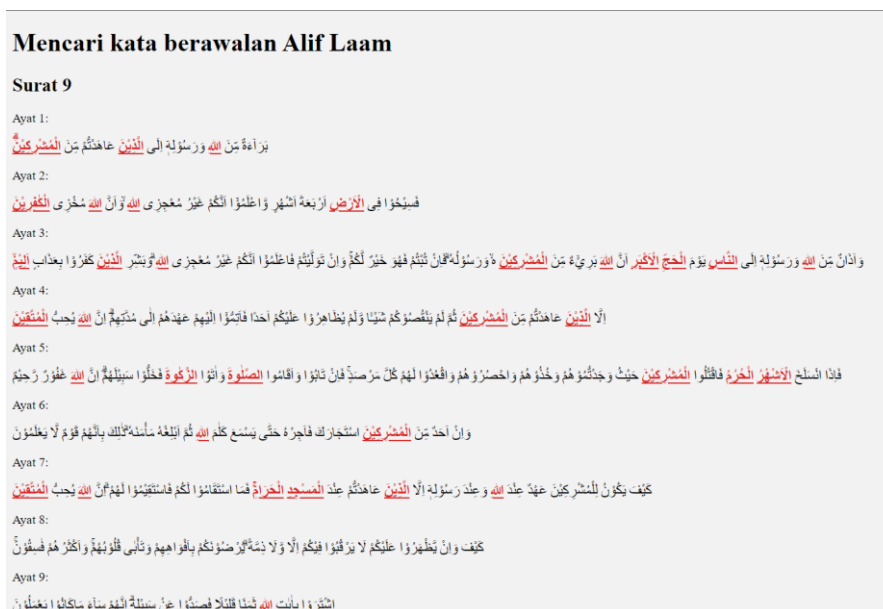 Mencari kata berawalan Alif Laam
Surat 9
Ayat 1:
بَرَاۤءَةٌ مِّنَ اللّٰهِ وَرَسُوْلِهٖٓ اِلَى الَّذِيْنَ عَاهَدْتُّمْ مِّنَ الْمُشْرِكِيْنَۗ
Ayat 2:
فَسِيْحُوْا فِى الْاَرْضِ اَرْبَعَةَ اَشْهُرٍ وَّاعْلَمُوْٓا اَنَّكُمْ غَيْرُ مُعْجِزِى اللّٰهِ ۙوَاَنَّ اللّٰهَ مُخْزِى الْكٰفِرِيْنَ
Ayat 3:
وَاَذَانٌ مِّنَ اللّٰهِ وَرَسُوْلِهٖٓ اِلَى النَّاسِ يَوْمَ الْحَجِّ الْاَكْبَرِ اَنَّ اللّٰهَ بَرِيْۤءٌ مِّنَ الْمُشْرِكِيْنَ ەۙ وَرَسُوْلُهٗۗ فَاِنْ تُبْتُمْ فَهُوَ خَيْرٌ لَّكُمْۚ وَاِنْ تَوَلَّيْتُمْ فَاعْلَمُوْٓا اَنَّكُمْ غَيْرُ مُعْجِزِى اللّٰهِ ۗوَبَشِّرِ الَّذِيْنَ كَفَرُوْا بِعَذَابٍ اَلِيْمٍۙ
Ayat 4:
اِلَّا الَّذِيْنَ عَاهَدْتُّمْ مِّنَ الْمُشْرِكِيْنَ ثُمَّ لَمْ يَنْقُصُوْكُمْ شَيْـًٔا وَّلَمْ يُظَاهِرُوْا عَلَيْكُمْ اَحَدًا فَاَتِمُّوْٓا اِلَيْهِمْ عَهْدَهُمْ اِلٰى مُدَّتِهِمْۗ اِنَّ اللّٰهَ يُحِبُّ الْمُتَّقِيْنَ
Ayat 5:
فَاِذَا انْسَلَخَ الْاَشْهُرُ الْحُرُمُ فَاقْتُلُوا الْمُشْرِكِيْنَ حَيْثُ وَجَدْتُّمُوْهُمْ وَخُذُوْهُمْ وَاحْصُرُوْهُمْ وَاقْعُدُوْا لَهُمْ كُلَّ مَرْصَدٍۚ فَاِنْ تَابُوْا وَاَقَامُوا الصَّلٰوةَ وَاٰتَوُا الزَّكٰوةَ فَخَلُّوْا سَبِيْلَهُمْۗ اِنَّ اللّٰهَ غَفُوْرٌ رَّحِيْمٌ
Ayat 6:
وَاِنْ اَحَدٌ مِّنَ الْمُشْرِكِيْنَ اسْتَجَارَكَ فَاَجِرْهُ حَتّٰى يَسْمَعَ كَلٰمَ اللّٰهِ ثُمَّ اَبْلِغْهُ مَأْمَنَهٗۗ ذٰلِكَ بِاَنَّهُمْ قَوْمٌ لَّا يَعْلَمُوْنَ
Ayat 7:
كَيْفَ يَكُوْنُ لِلْمُشْرِكِيْنَ عَهْدٌ عِنْدَ اللّٰهِ وَعِنْدَ رَسُوْلِهٖٓ اِلَّا الَّذِيْنَ عَاهَدْتُّمْ عِنْدَ الْمَسْجِدِ الْحَرَامِۚ فَمَا اسْتَقَامُوْا لَكُمْ فَاسْتَقِيْمُوْا لَهُمْ ۗاِنَّ اللّٰهَ يُحِبُّ الْمُتَّقِيْنَ
Ayat 8:
كَيْفَ وَاِنْ يَّظْهَرُوْا عَلَيْكُمْ لَا يَرْقُبُوْا فِيْكُمْ اِلًّا وَّلَا ذِمَّةًۗ يُرْضُوْنَكُمْ بِاَفْوَاهِهِمْ وَتَأْبٰى قُلُوْبُهُمْۚ وَاَكْثَرُهُمْ فٰسِقُوْنَۚ
Ayat 9:
اِشْتَرَوْا بِاٰيٰتِ اللّٰهِ ثَمَنًا قَلِيْلًا فَصَدُّوْا عَنْ سَبِيْلِهٖۗ اِنَّهُمْ سَاۤءَ مَاكَانُوْا يَعْمَلُوْنَ